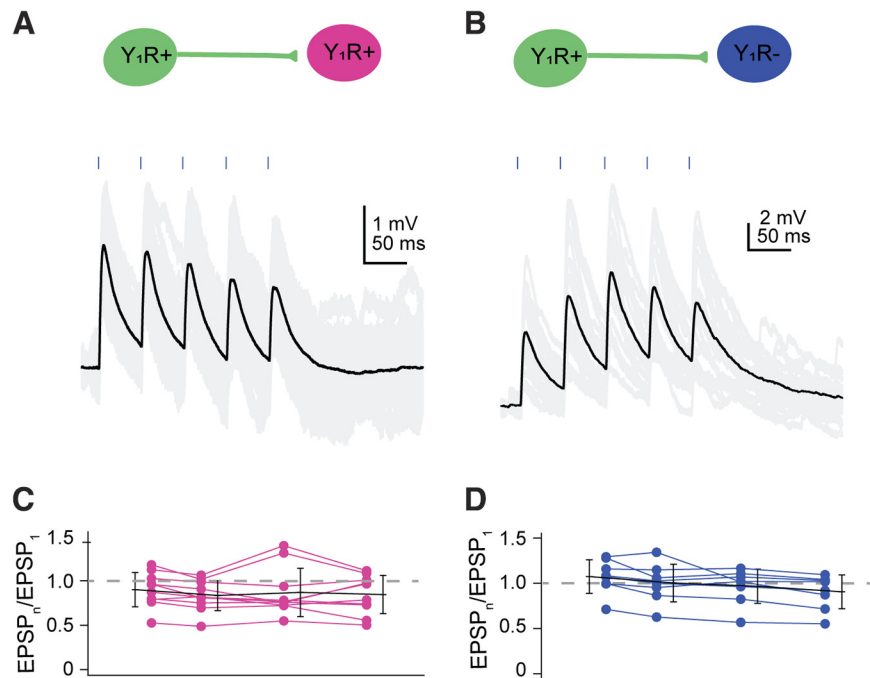 A
Y₁R+ Y₁R+
1 mV
50 ms
B
Y₁R+ Y₁R-
2 mV
50 ms
C
EPSPₙ/EPSP₁
1.5
1.0
0.5
0
D
EPSPₙ/EPSP₁
1.5
1.0
0.5
0